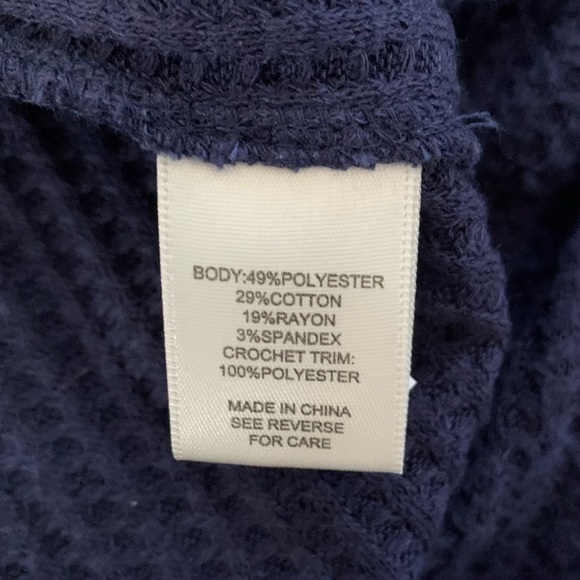 BODY:49%POLYESTER
29%COTTON
19%RAYON
3%SPANDEX
CROCHET TRIM:
100%POLYESTER
MADE IN CHINA
SEE REVERSE
FOR CARE